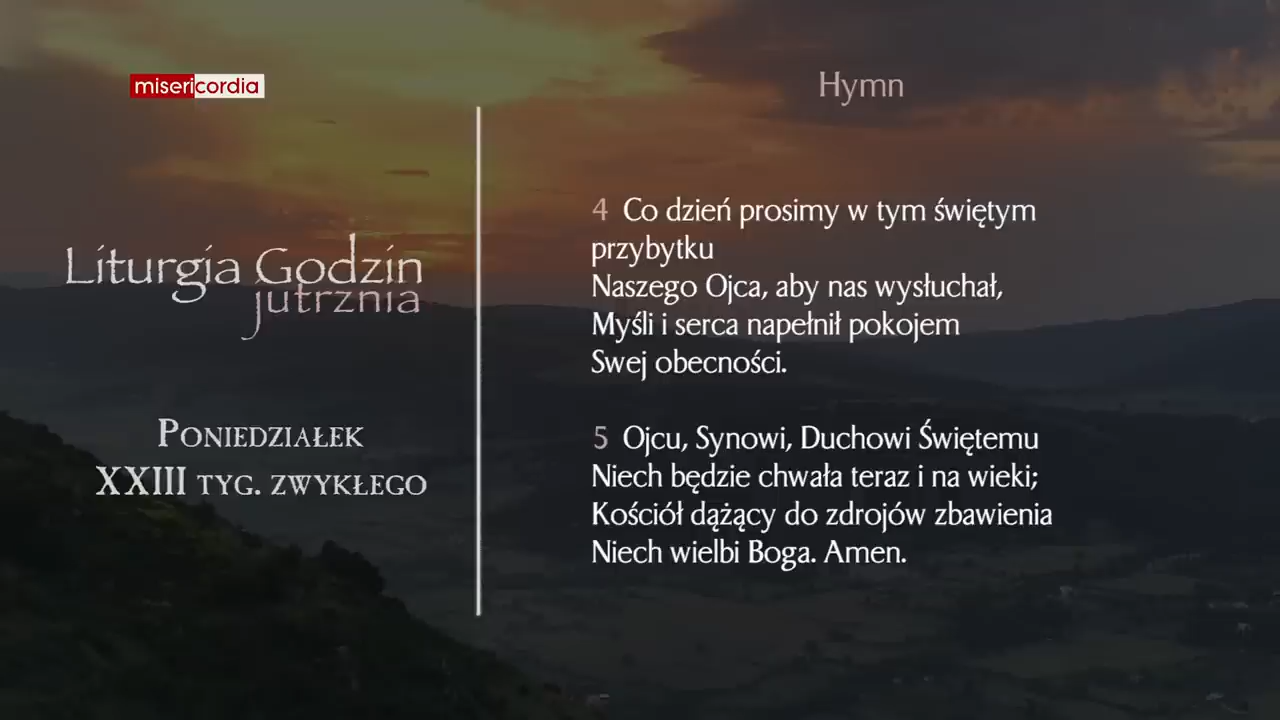 misericordia
Liturgia Godzin
jutrznia
Poniedziałek
XXIII tyg. zwykłego
Hymn
4 Co dzień prosimy w tym świętym
przybytku
Naszego Ojca, aby nas wysłuchał,
Myśli i serca napełnił pokojem
Swej obecności.
5 Ojcu, Synowi, Duchowi Świętemu
Niech będzie chwała teraz i na wieki;
Kościół dążący do zdrojów zbawienia
Niech wielbi Boga. Amen.